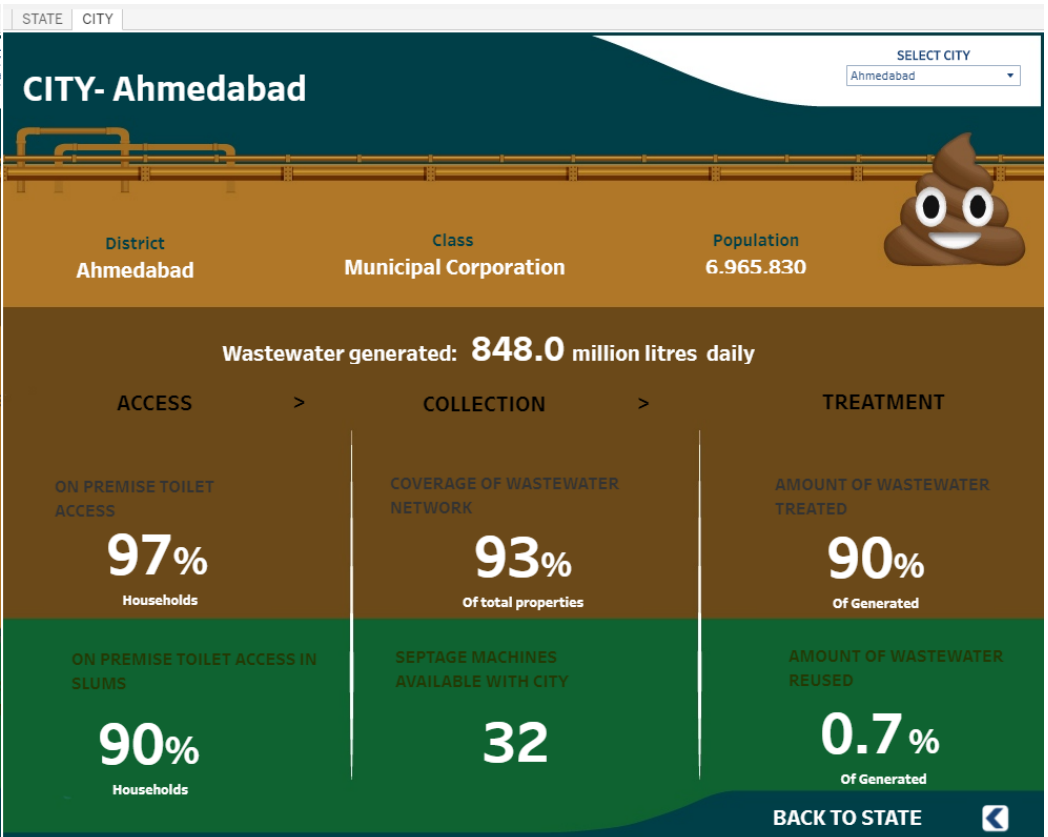 STATE
CITY
SELECT CITY
Ahmedabad
CITY- Ahmedabad
District
Ahmedabad
Class
Municipal Corporation
Population
6.965.830
Wastewater generated: 848.0 million litres daily
ACCESS > COLLECTION > TREATMENT
ON PREMISE TOILET
ACCESS
97%
Households
COVERAGE OF WASTEWATER
NETWORK
93%
Of total properties
AMOUNT OF WASTEWATER
TREATED
90%
Of Generated
ON PREMISE TOILET ACCESS IN
SLUMS
90%
Households
SEPTAGE MACHINES
AVAILABLE WITH CITY
32
AMOUNT OF WASTEWATER
REUSED
0.7 %
Of Generated
BACK TO STATE